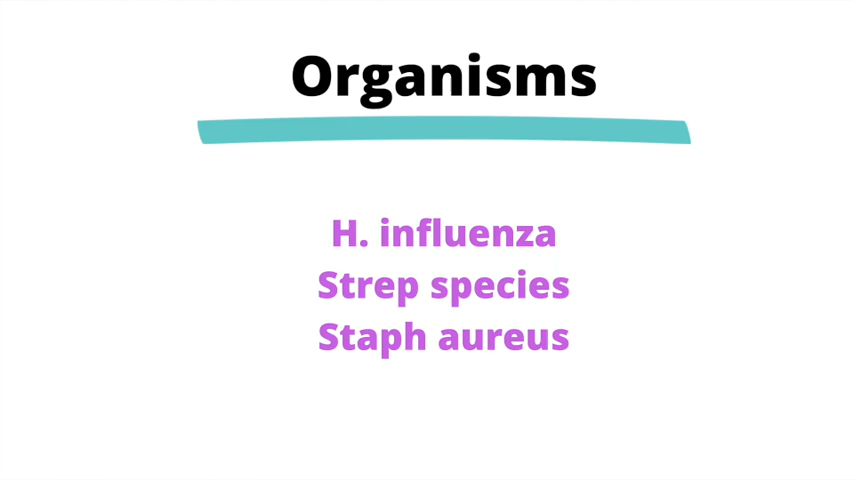 Organisms
H. influenza
Strep species
Staph aureus